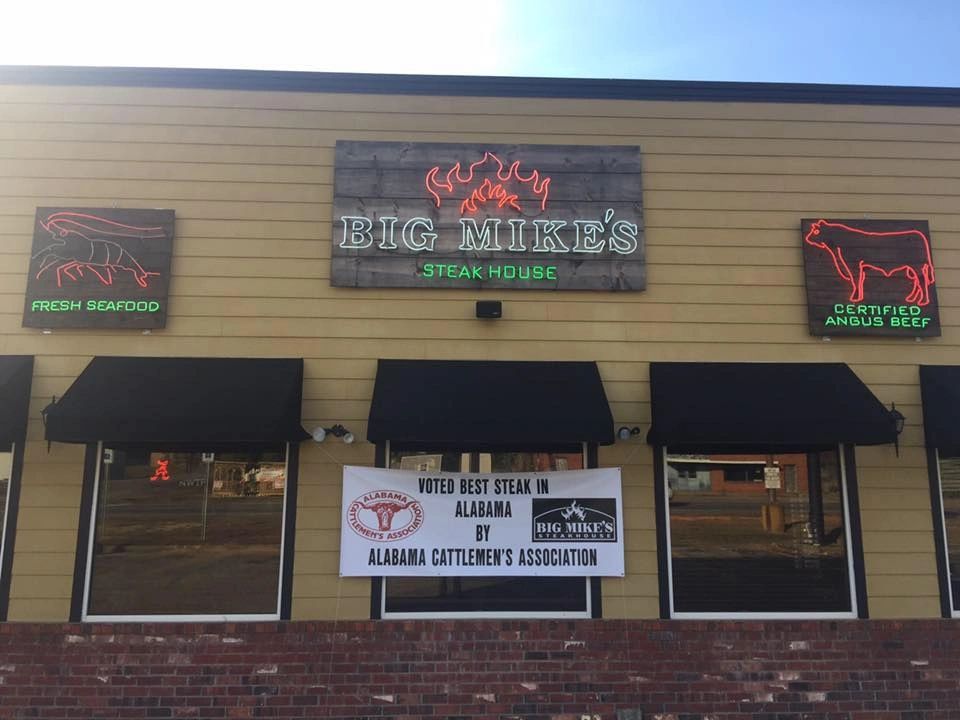 BIG MIKE'S
STEAK HOUSE
FRESH SEAFOOD
CERTIFIED
ANGUS BEEF
A
NWTF
VOTED BEST STEAK IN
ALABAMA
BY
ALABAMA CATTLEMEN'S ASSOCIATION
ALABAMA
CATTLEMEN'S ASSOCIATION
BIG MIKE'S
STEAKHOUSE